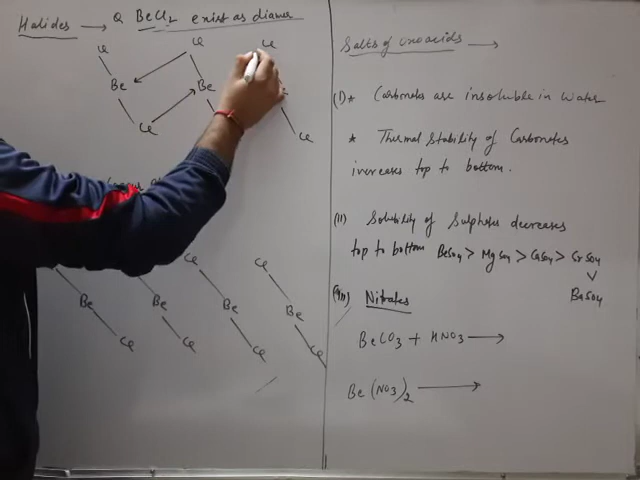 Halides → Q BeCl2 exist as dimer
Cl Cl Cl
Be Be
Cl Cl
Cl Cl
Be Be Be Be
Cl Cl Cl Cl
Salts of oxoacids →
(I) * Carbonates are insoluble in water
* Thermal stability of Carbonates
increases top to bottom.
(II) Solubility of Sulphates decreases
top to bottom BeSO4 > MgSO4 > CaSO4 > SrSO4
v
BaSO4
(III) Nitrates
BeCO3 + HNO3 →
Be(NO3)2 →